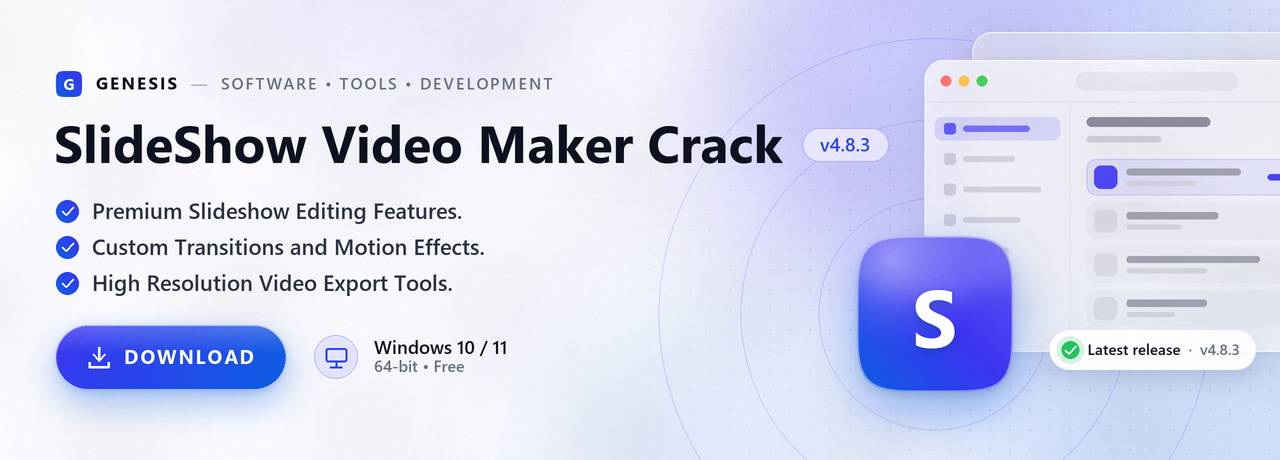 G GENESIS — SOFTWARE • TOOLS • DEVELOPMENT
SlideShow Video Maker Crack v4.8.3
Premium Slideshow Editing Features.
Custom Transitions and Motion Effects.
High Resolution Video Export Tools.
DOWNLOAD
Windows 10 / 11
64-bit • Free
S
Latest release · v4.8.3